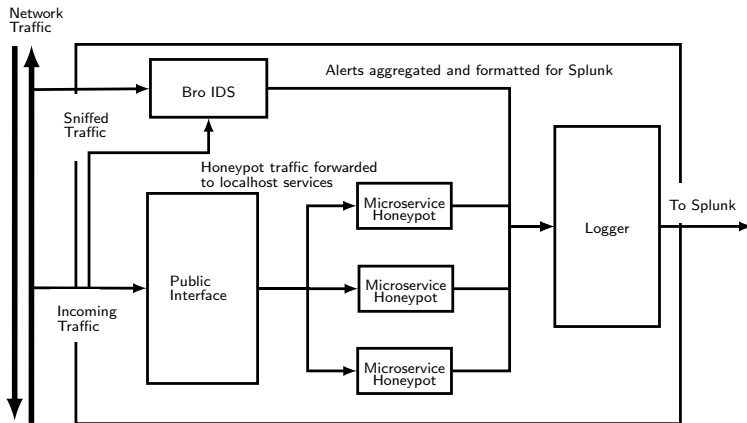 Network
Traffic
Alerts aggregated and formatted for Splunk
Bro IDS
Sniffed
Traffic
Honeypot traffic forwarded
to localhost services
Microservice
Honeypot
To Splunk
Logger
Public
Interface
Microservice
Honeypot
Incoming
Traffic
Microservice
Honeypot